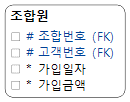 조합원
□ # 조합번호 (FK)
□ # 고객번호 (FK)
□ * 가입일자
□ * 가입금액